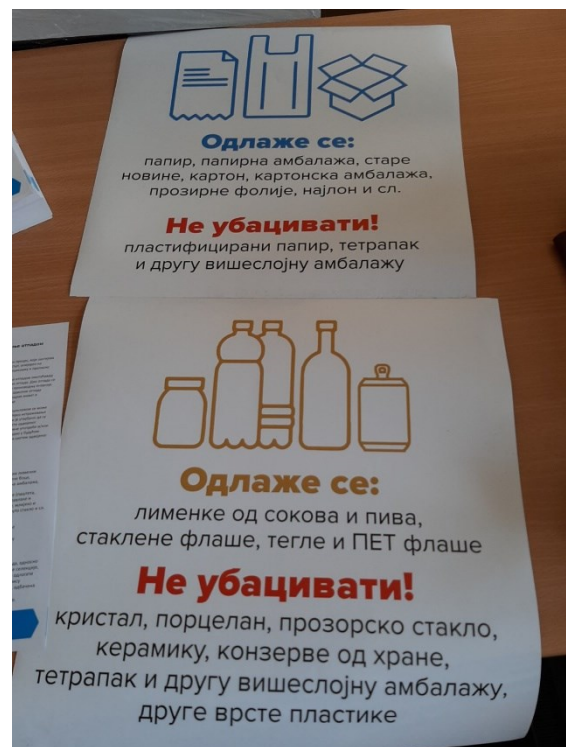 Одлаже се:
папир, папирна амбалажа, старе
новине, картон, картонска амбалажа,
прозирне фолије, најлон и сл.
Не убацивати!
пластифицирани папир, тетрапак
и другу вишеслојну амбалажу
Одлаже се:
лименке од сокова и пива,
стаклене флаше, тегле и ПЕТ флаше
Не убацивати!
кристал, порцелан, прозорско стакло,
керамику, конзерве од хране,
тетрапак и другу вишеслојну амбалажу,
друге врсте пластике